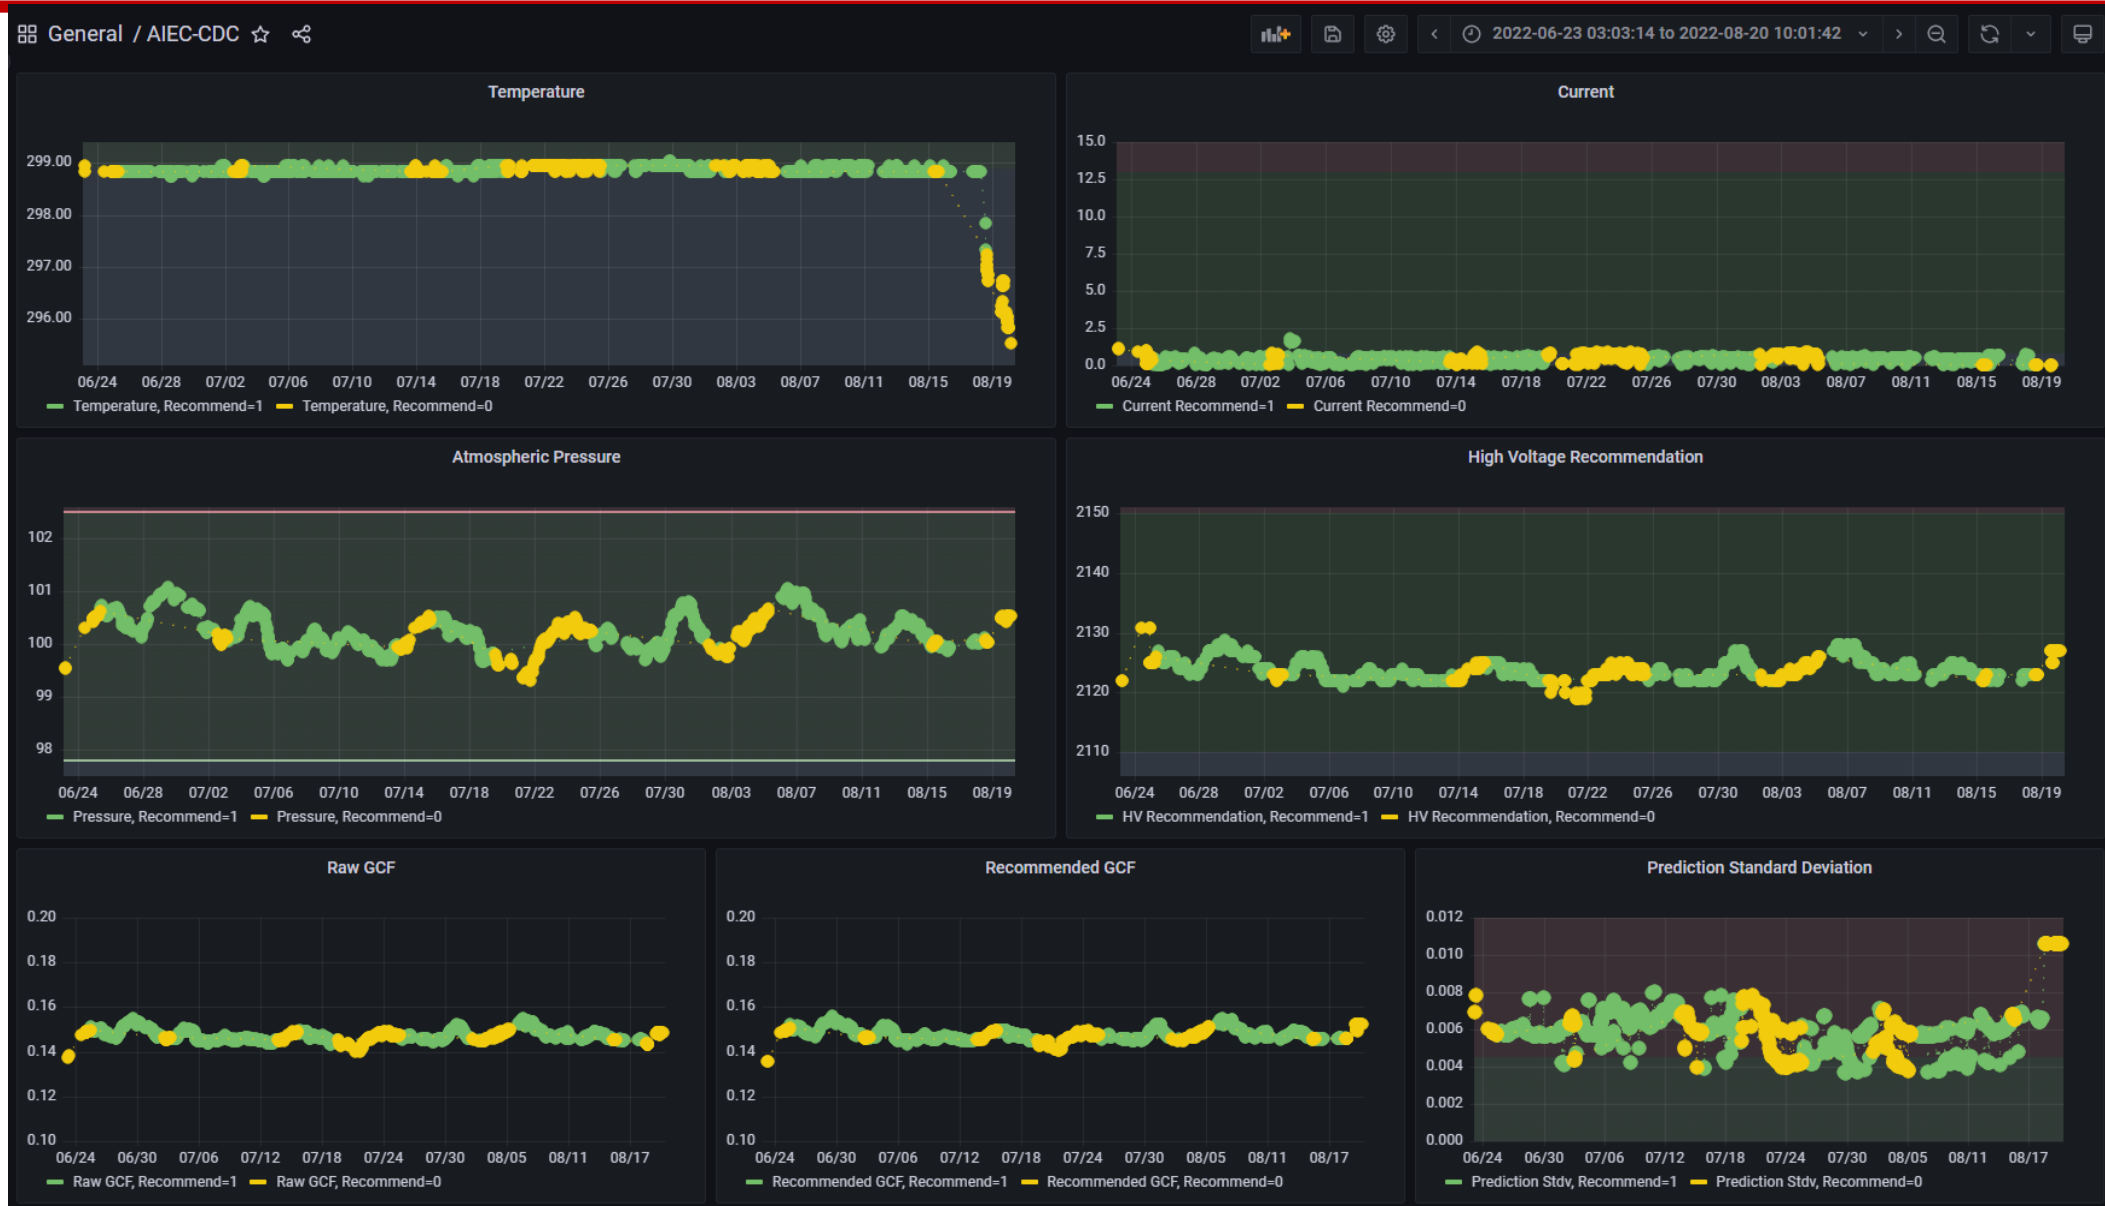 General / AIEC-CDC
2022-06-23 03:03:14 to 2022-08-20 10:01:42
Temperature
299.00
298.00
297.00
296.00
06/24 06/28 07/02 07/06 07/10 07/14 07/18 07/22 07/26 07/30 08/03 08/07 08/11 08/15 08/19
Temperature, Recommend=1 Temperature, Recommend=0
Current
15.0
12.5
10.0
7.5
5.0
2.5
0.0
06/24 06/28 07/02 07/06 07/10 07/14 07/18 07/22 07/26 07/30 08/03 08/07 08/11 08/15 08/19
Current Recommend=1 Current Recommend=0
Atmospheric Pressure
102
101
100
99
98
06/24 06/28 07/02 07/06 07/10 07/14 07/18 07/22 07/26 07/30 08/03 08/07 08/11 08/15 08/19
Pressure, Recommend=1 Pressure, Recommend=0
High Voltage Recommendation
2150
2140
2130
2120
2110
06/24 06/28 07/02 07/06 07/10 07/14 07/18 07/22 07/26 07/30 08/03 08/07 08/11 08/15 08/19
HV Recommendation, Recommend=1 HV Recommendation, Recommend=0
Raw GCF
0.20
0.18
0.16
0.14
0.12
0.10
06/24 06/30 07/06 07/12 07/18 07/24 07/30 08/05 08/11 08/17
Raw GCF, Recommend=1 Raw GCF, Recommend=0
Recommended GCF
0.20
0.18
0.16
0.14
0.12
0.10
06/24 06/30 07/06 07/12 07/18 07/24 07/30 08/05 08/11 08/17
Recommended GCF, Recommend=1 Recommended GCF, Recommend=0
Prediction Standard Deviation
0.012
0.010
0.008
0.006
0.004
0.002
0.000
06/24 06/30 07/06 07/12 07/18 07/24 07/30 08/05 08/11 08/17
Prediction Stdv, Recommend=1 Prediction Stdv, Recommend=0